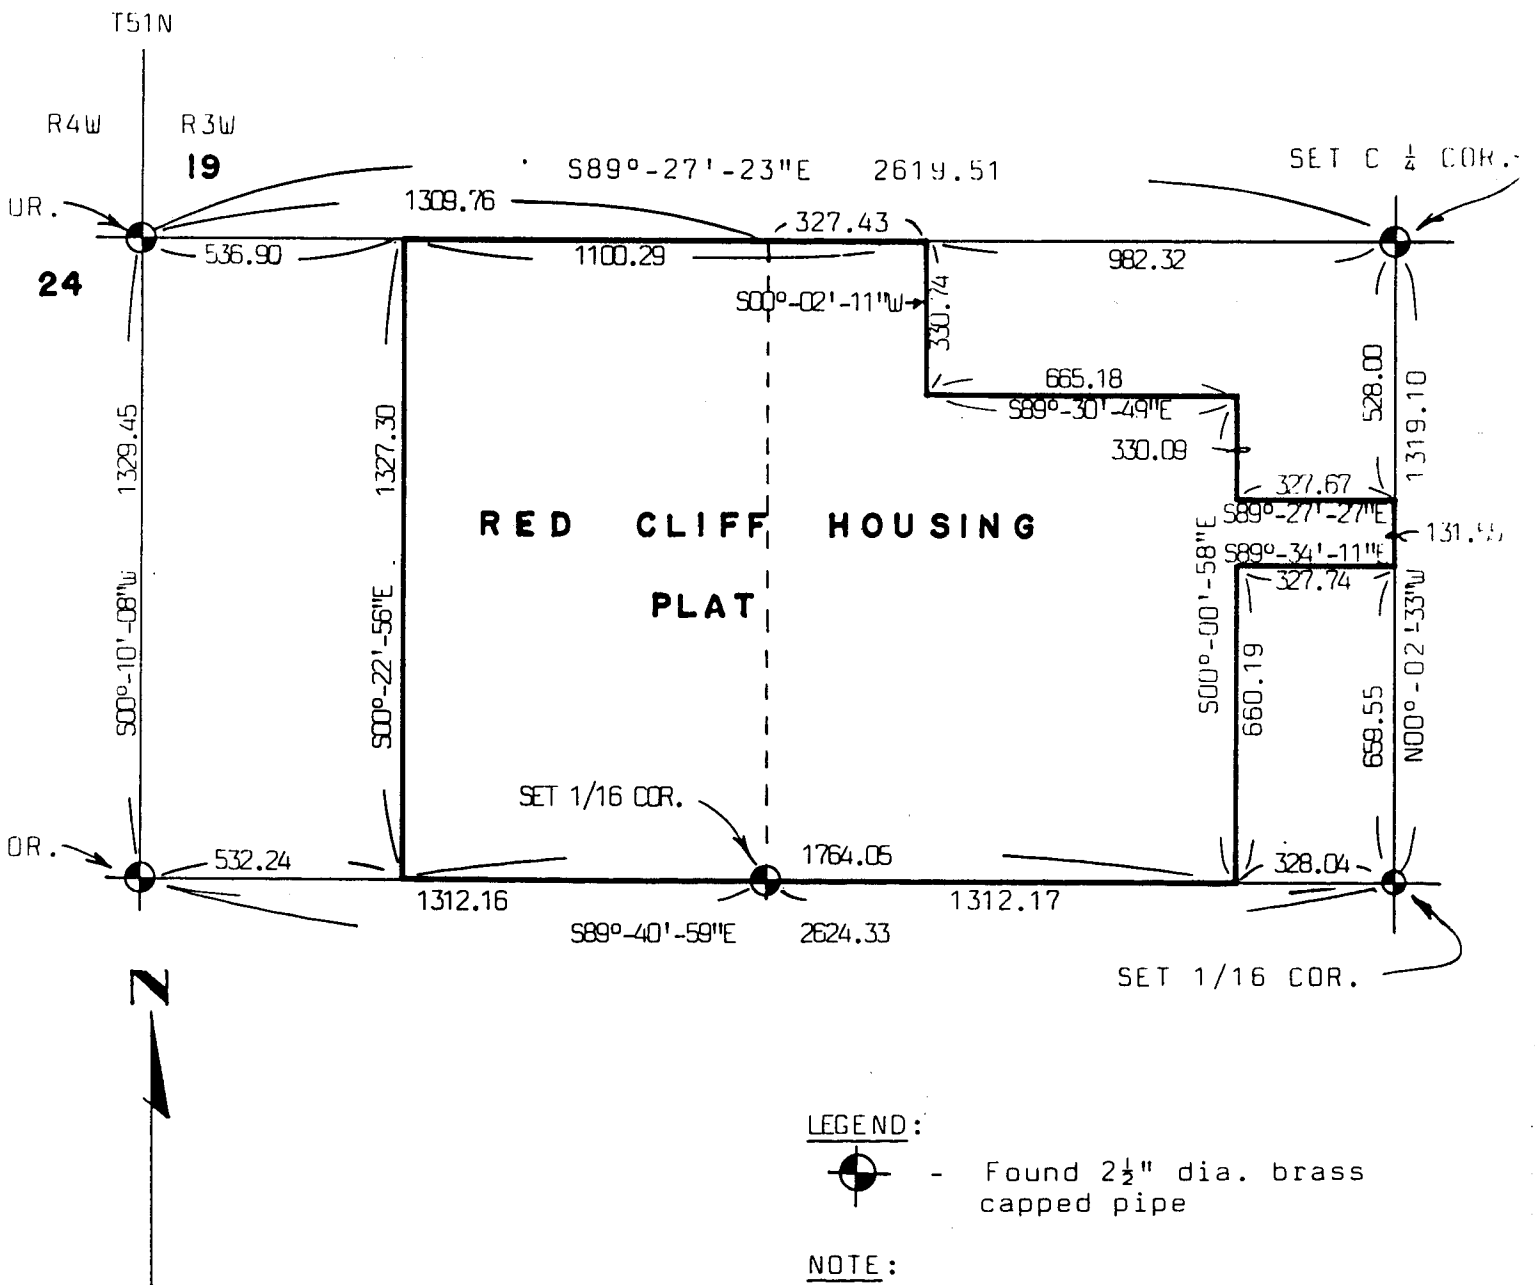 T51N
R4W R3W
19
S89°-27'-23"E 2619.51
SET C ¼ COR.
UR.
1309.76
327.43
536.90
1100.29
982.32
24
S00°-02'-11"W
330.74
665.18
S89°-30'-49"E
528.00
1319.10
1329.45
1327.30
330.09
327.67
S89°-27'-27"E
RED CLIFF HOUSING
PLAT
S89°-34'-11"E
327.74
S00°-00'-58"E
S00°-10'-08"W
S00°-22'-56"E
660.19
659.55
N00°-02'-33"W
SET 1/16 COR.
OR.
532.24
1764.05
328.04
1312.16
1312.17
S89°-40'-59"E 2624.33
SET 1/16 COR.
N
LEGEND:
- Found 2½" dia. brass
capped pipe
NOTE: